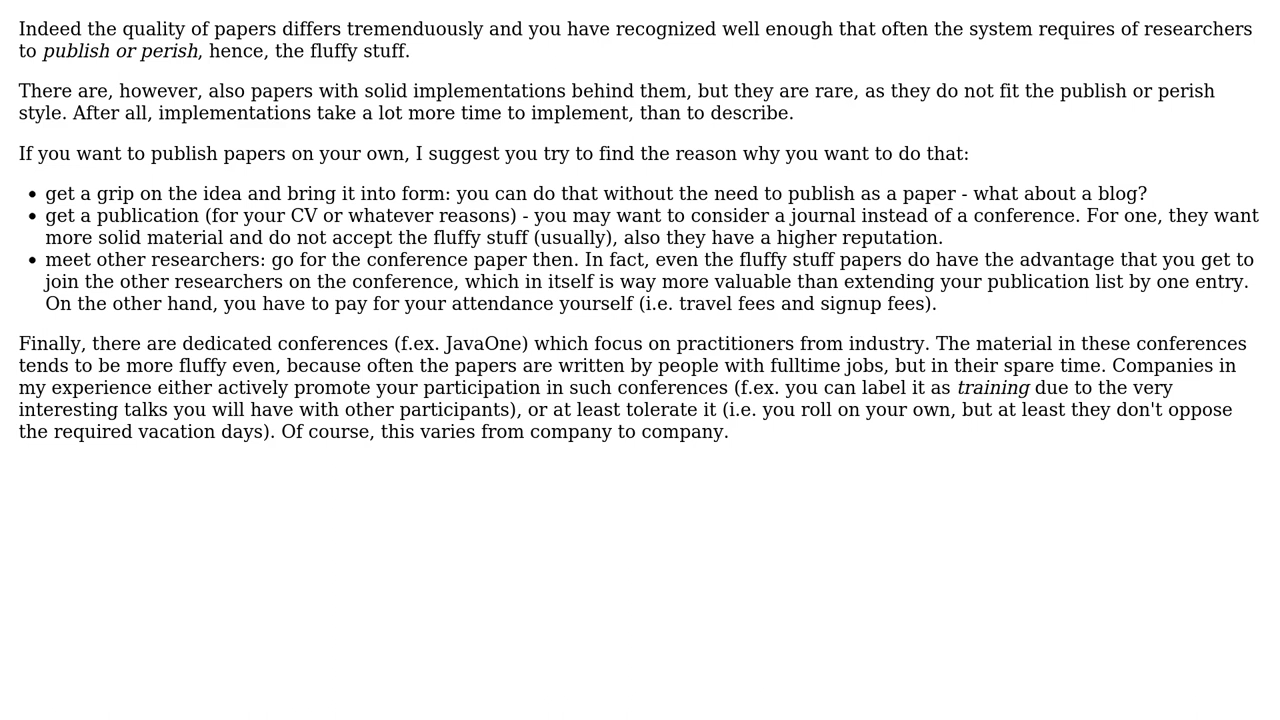 Indeed the quality of papers differs tremenduously and you have recognized well enough that often the system requires of researchers
to publish or perish, hence, the fluffy stuff.
There are, however, also papers with solid implementations behind them, but they are rare, as they do not fit the publish or perish
style. After all, implementations take a lot more time to implement, than to describe.
If you want to publish papers on your own, I suggest you try to find the reason why you want to do that:
• get a grip on the idea and bring it into form: you can do that without the need to publish as a paper - what about a blog?
• get a publication (for your CV or whatever reasons) - you may want to consider a journal instead of a conference. For one, they want
more solid material and do not accept the fluffy stuff (usually), also they have a higher reputation.
• meet other researchers: go for the conference paper then. In fact, even the fluffy stuff papers do have the advantage that you get to
join the other researchers on the conference, which in itself is way more valuable than extending your publication list by one entry.
On the other hand, you have to pay for your attendance yourself (i.e. travel fees and signup fees).
Finally, there are dedicated conferences (f.ex. JavaOne) which focus on practitioners from industry. The material in these conferences
tends to be more fluffy even, because often the papers are written by people with fulltime jobs, but in their spare time. Companies in
my experience either actively promote your participation in such conferences (f.ex. you can label it as training due to the very
interesting talks you will have with other participants), or at least tolerate it (i.e. you roll on your own, but at least they don't oppose
the required vacation days). Of course, this varies from company to company.